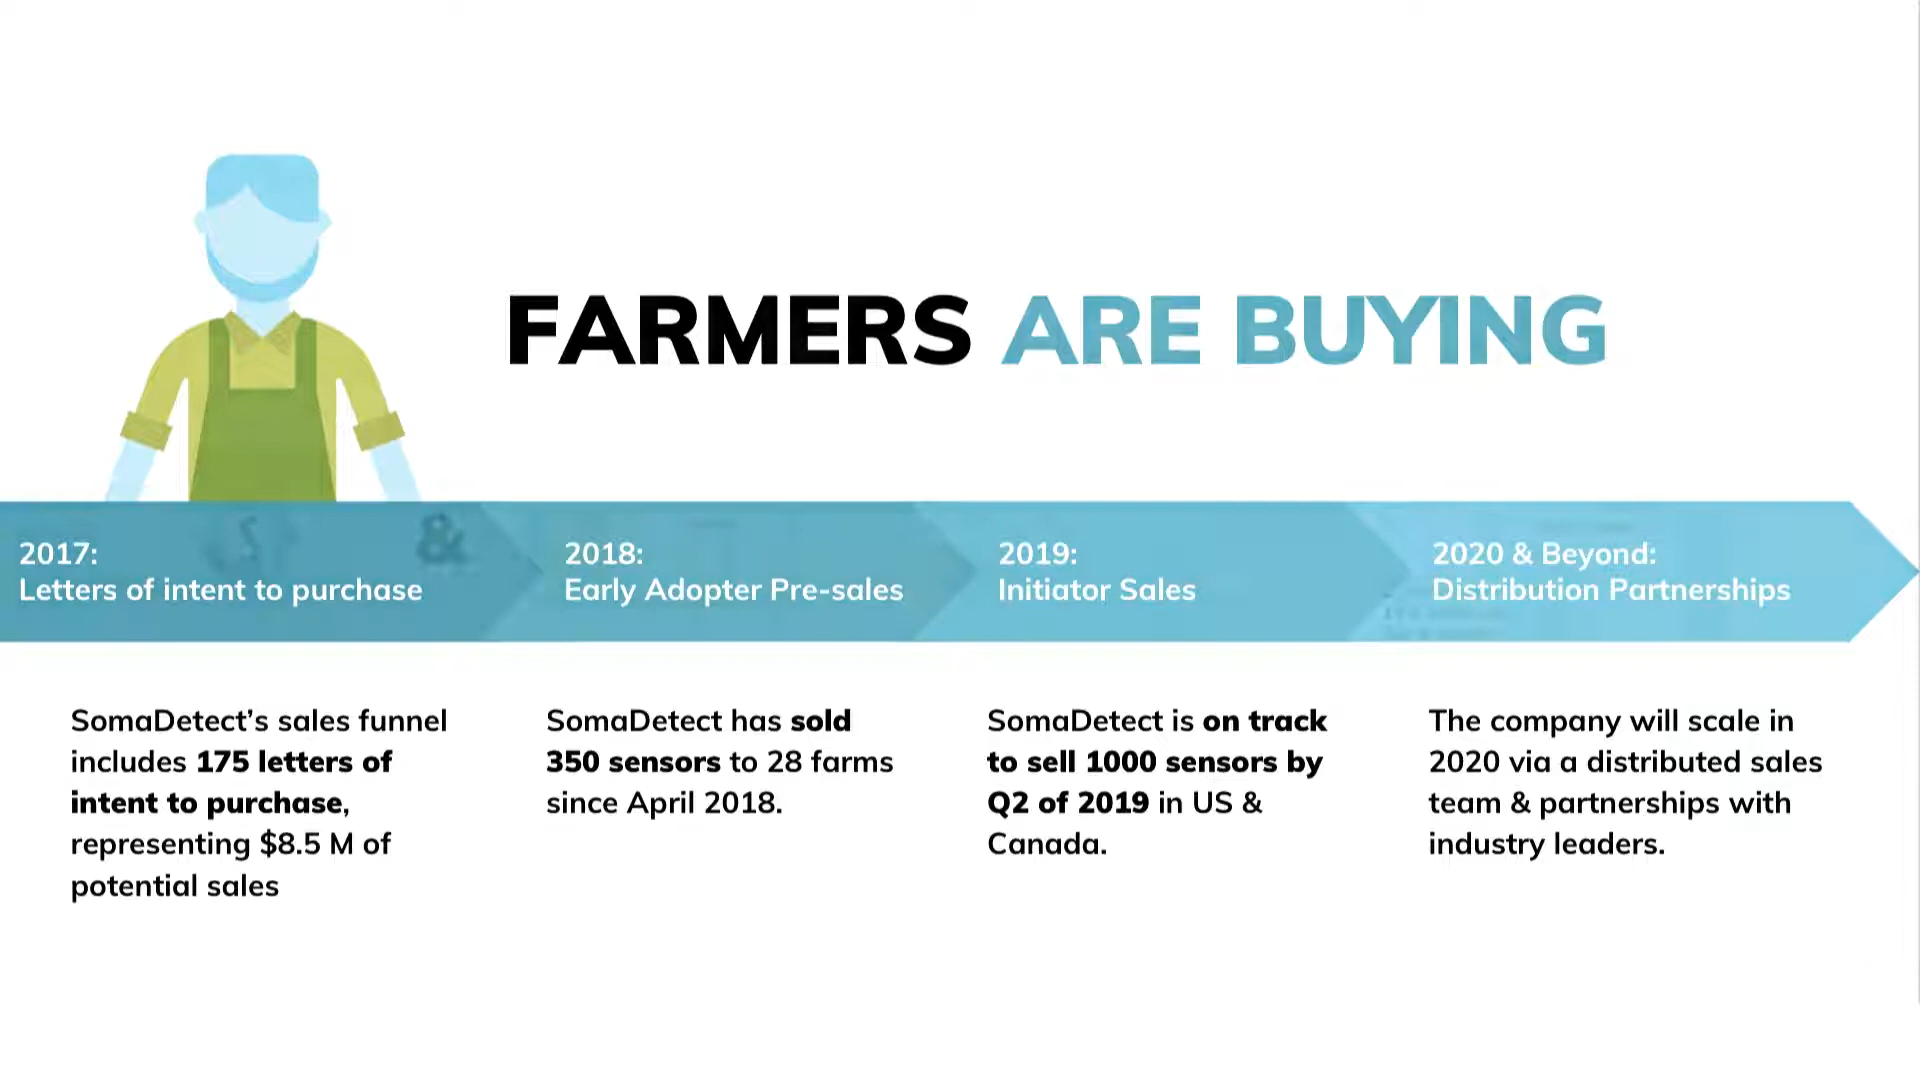 FARMERS ARE BUYING
2017:
Letters of intent to purchase
2018:
Early Adopter Pre-sales
2019:
Initiator Sales
2020 & Beyond:
Distribution Partnerships
SomaDetect’s sales funnel
includes 175 letters of
intent to purchase,
representing $8.5 M of
potential sales
SomaDetect has sold
350 sensors to 28 farms
since April 2018.
SomaDetect is on track
to sell 1000 sensors by
Q2 of 2019 in US &
Canada.
The company will scale in
2020 via a distributed sales
team & partnerships with
industry leaders.